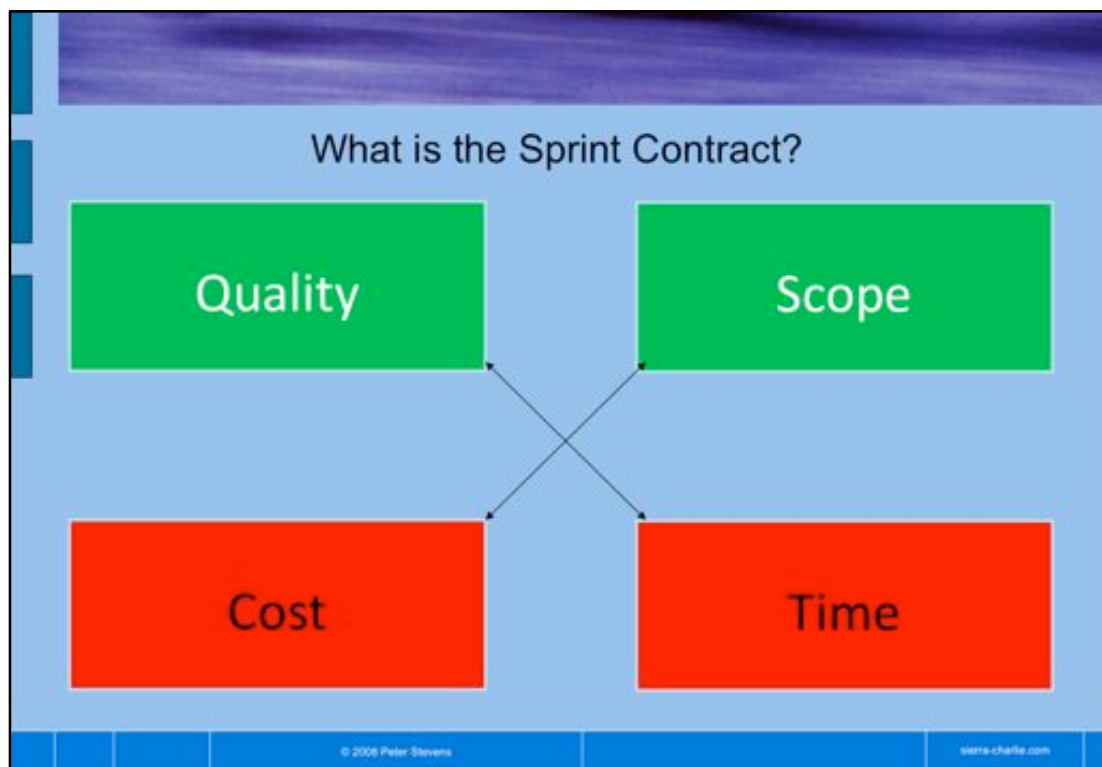 What is the Sprint Contract?
Quality
Scope
Cost
Time
© 2008 Peter Stevens
sierra-charlie.com